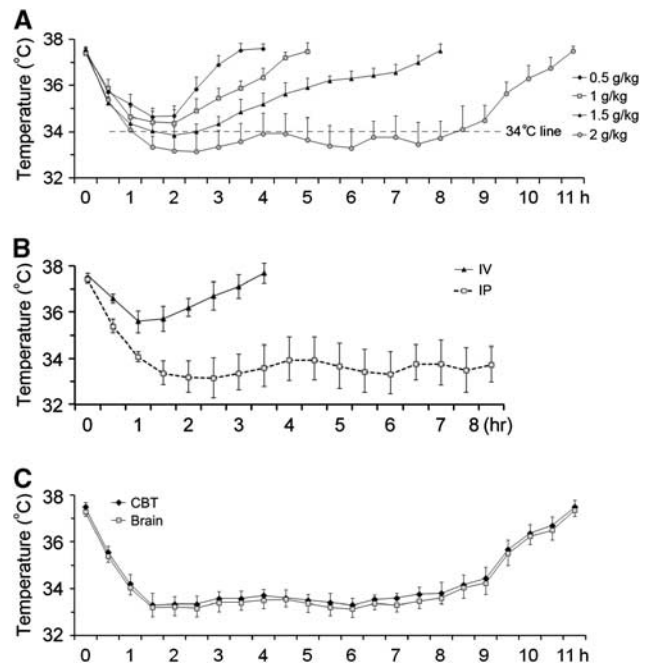 A
Temperature (°C)
38
36
34
32
34°C line
0 1 2 3 4 5 6 7 8 9 10 11 h
0.5 g/kg
1 g/kg
1.5 g/kg
2 g/kg
B
Temperature (°C)
38
36
34
32
IV
IP
0 1 2 3 4 5 6 7 8 (hr)
C
Temperature (°C)
38
36
34
32
CBT
Brain
0 1 2 3 4 5 6 7 8 9 10 11 h